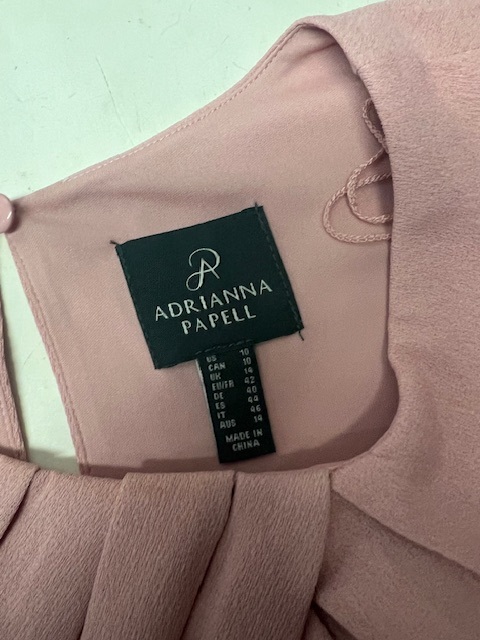 ADRIANNA
PAPELL
US 10
CAN 10
UK 14
EU/FR 42
DE 40
ES 44
IT 46
AUS 14
MADE IN
CHINA